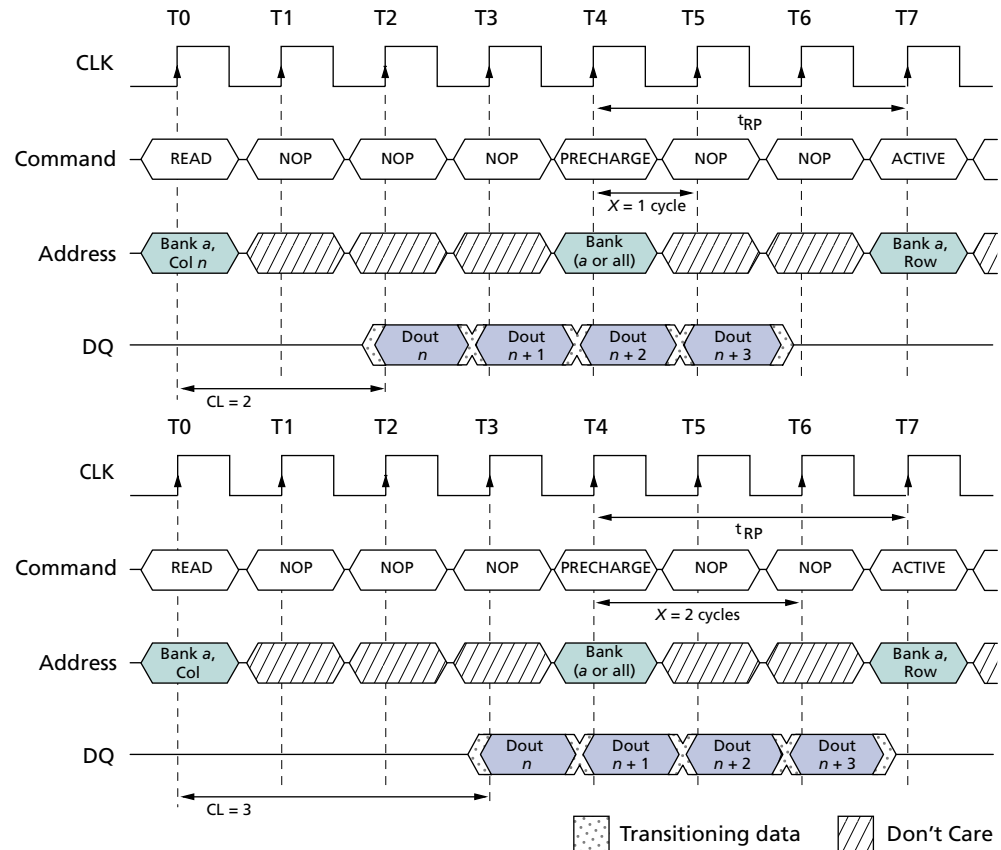 T0 T1 T2 T3 T4 T5 T6 T7
CLK
tRP
Command READ NOP NOP NOP PRECHARGE NOP NOP ACTIVE
X = 1 cycle
Address Bank a, Col n Bank (a or all) Bank a, Row
DQ Dout n Dout n + 1 Dout n + 2 Dout n + 3
CL = 2
T0 T1 T2 T3 T4 T5 T6 T7
CLK
tRP
Command READ NOP NOP NOP PRECHARGE NOP NOP ACTIVE
X = 2 cycles
Address Bank a, Col Bank (a or all) Bank a, Row
DQ Dout n Dout n + 1 Dout n + 2 Dout n + 3
CL = 3
Transitioning data Don't Care